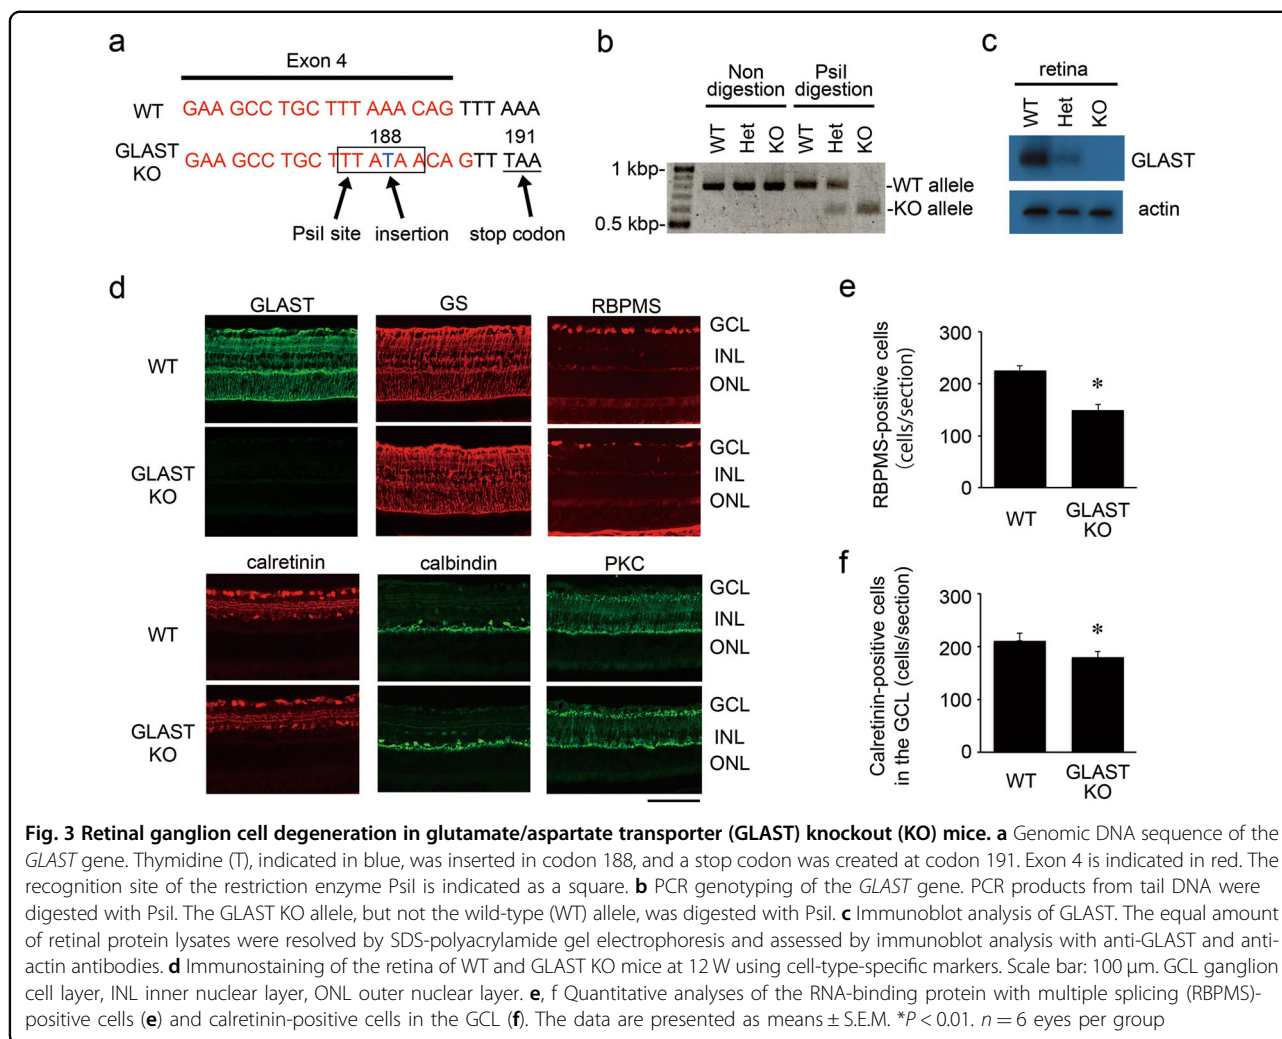 a
Exon 4
WT
GAA GCC TGC TTT AAA CAG TTT AAA
188
191
GLAST
KO
GAA GCC TGC TTTA TAA CA GTT TAA
PsiI site
insertion
stop codon
b
Non
digestion
PsiI
digestion
WT
Het
KO
WT
Het
KO
1 kbp-
0.5 kbp-
-WT allele
-KO allele
c
retina
WT
Het
KO
GLAST
actin
d
GLAST
GS
RBPMS
WT
GCL
INL
ONL
GLAST
KO
GCL
INL
ONL
calretinin
calbindin
PKC
WT
GCL
INL
ONL
GLAST
KO
GCL
INL
ONL
e
RBPMS-positive cells
(cells/section)
300
200
100
0
*
WT
GLAST
KO
f
Calretinin-positive cells
in the GCL (cells/section)
300
200
100
0
*
WT
GLAST
KO
Fig. 3 Retinal ganglion cell degeneration in glutamate/aspartate transporter (GLAST) knockout (KO) mice. a Genomic DNA sequence of the
GLAST gene. Thymidine (T), indicated in blue, was inserted in codon 188, and a stop codon was created at codon 191. Exon 4 is indicated in red. The
recognition site of the restriction enzyme PsiI is indicated as a square. b PCR genotyping of the GLAST gene. PCR products from tail DNA were
digested with PsiI. The GLAST KO allele, but not the wild-type (WT) allele, was digested with PsiI. c Immunoblot analysis of GLAST. The equal amount
of retinal protein lysates were resolved by SDS-polyacrylamide gel electrophoresis and assessed by immunoblot analysis with anti-GLAST and anti-
actin antibodies. d Immunostaining of the retina of WT and GLAST KO mice at 12 W using cell-type-specific markers. Scale bar: 100 μm. GCL ganglion
cell layer, INL inner nuclear layer, ONL outer nuclear layer. e, f Quantitative analyses of the RNA-binding protein with multiple splicing (RBPMS)-
positive cells (e) and calretinin-positive cells in the GCL (f). The data are presented as means ± S.E.M. *P < 0.01. n = 6 eyes per group